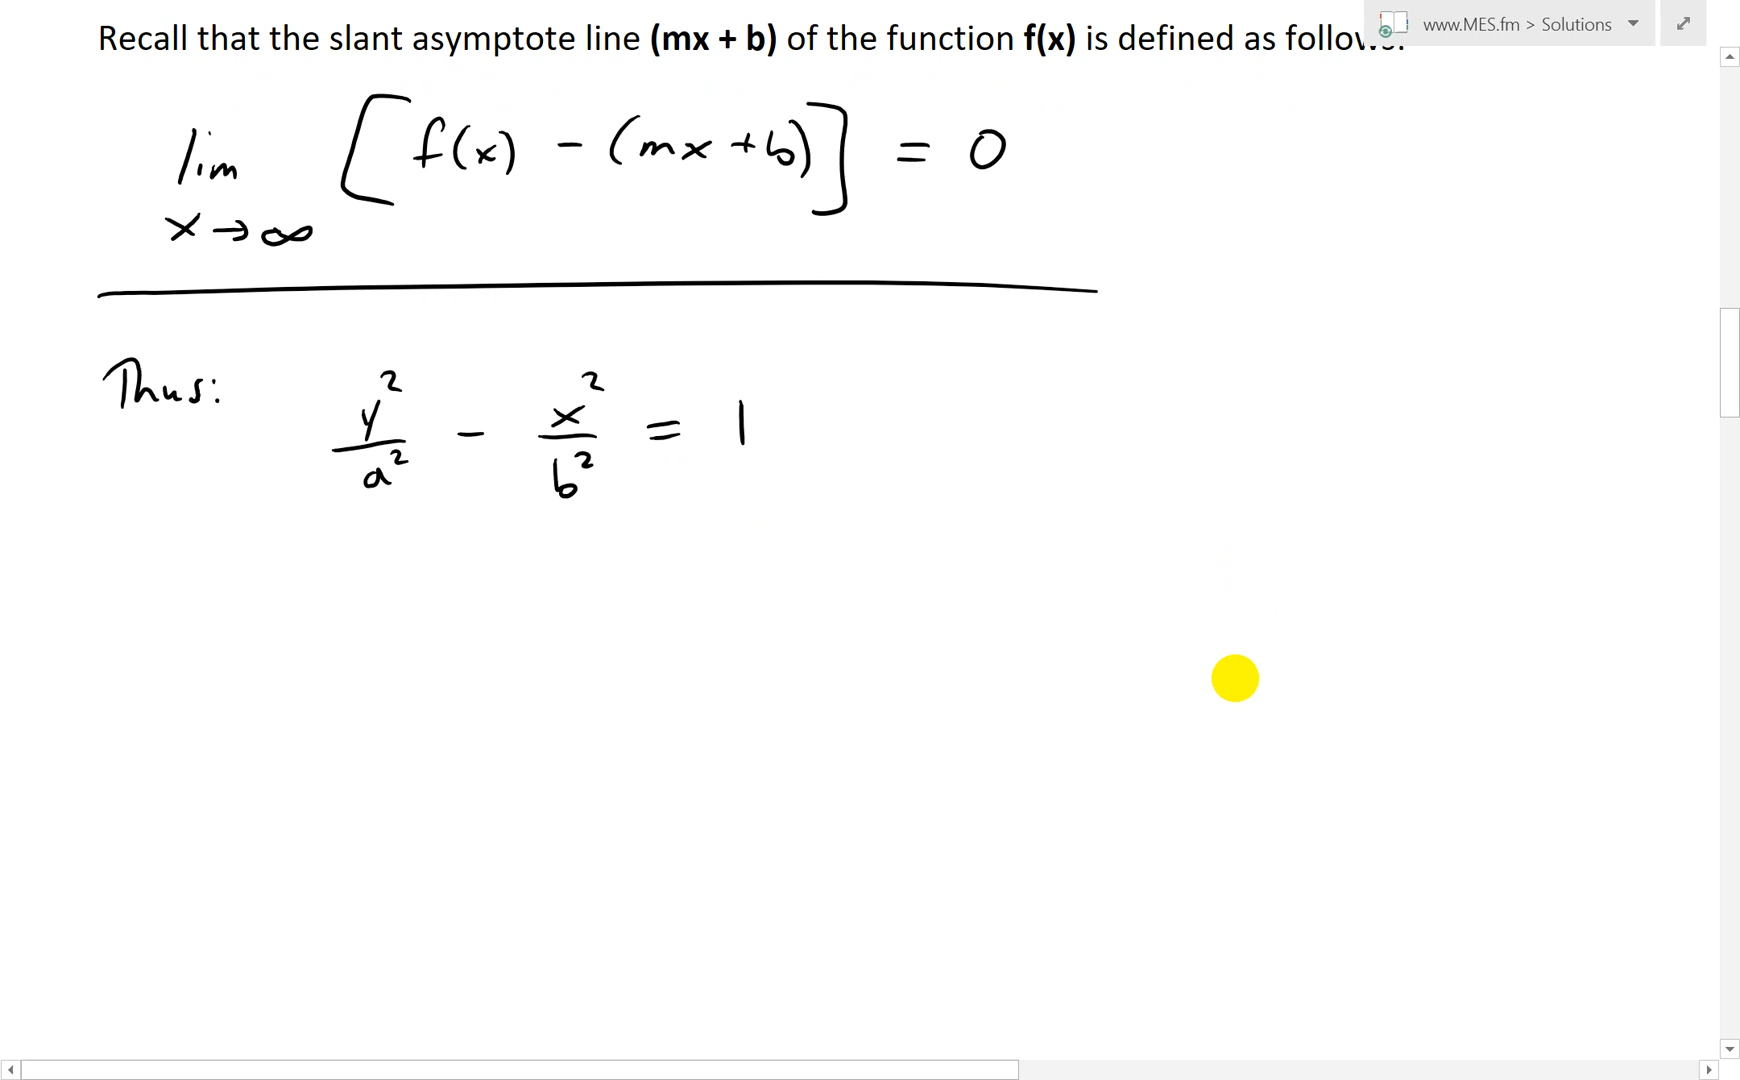 Recall that the slant asymptote line (mx + b) of the function f(x) is defined as follows:
www.MES.fm > Solutions
lim x→∞ [f(x) - (mx + b)] = 0
Thus: y²/a² - x²/b² = 1